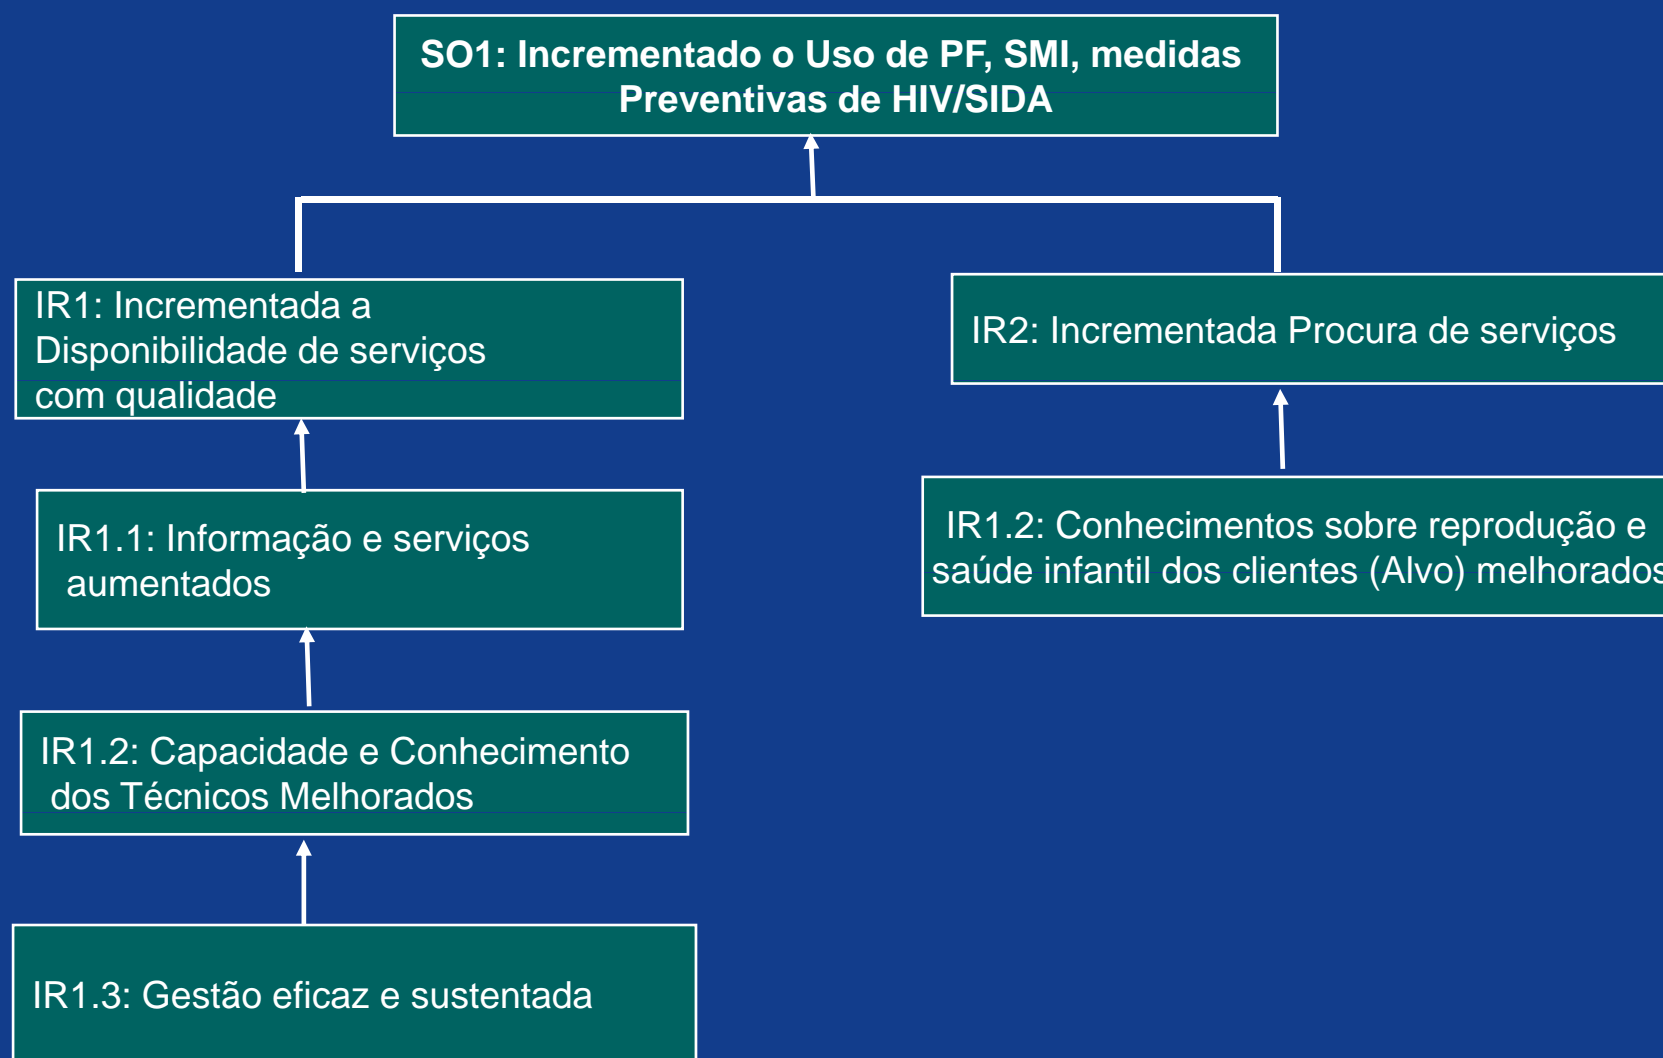 SO1: Incrementado o Uso de PF, SMI, medidas
Preventivas de HIV/SIDA
IR1: Incrementada a
Disponibilidade de serviços
com qualidade
IR2: Incrementada Procura de serviços
IR1.1: Informação e serviços
aumentados
IR1.2: Conhecimentos sobre reprodução e
saúde infantil dos clientes (Alvo) melhorados
IR1.2: Capacidade e Conhecimento
dos Técnicos Melhorados
IR1.3: Gestão eficaz e sustentada